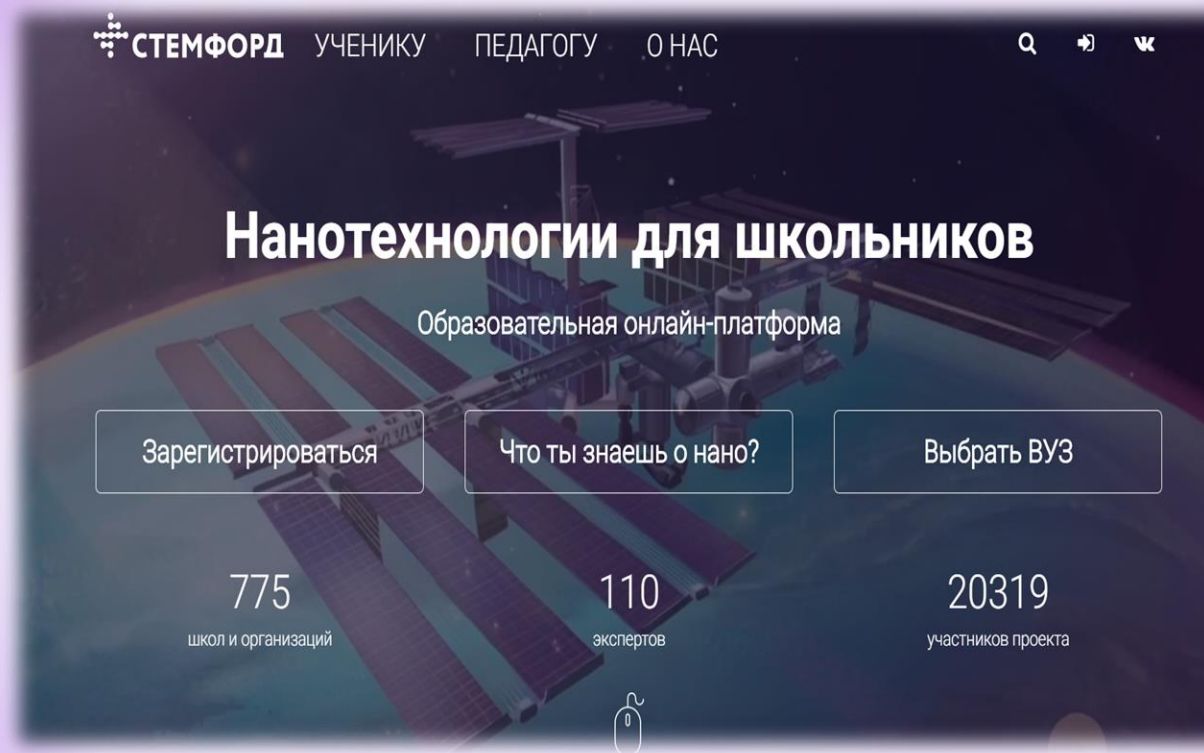 СТЕМФОРД УЧЕНИКУ ПЕДАГОГУ О НАС
Нанотехнологии для школьников
Образовательная онлайн-платформа
Зарегистрироваться Что ты знаешь о нано? Выбрать ВУЗ
775 110 20319
школ и организаций экспертов участников проекта